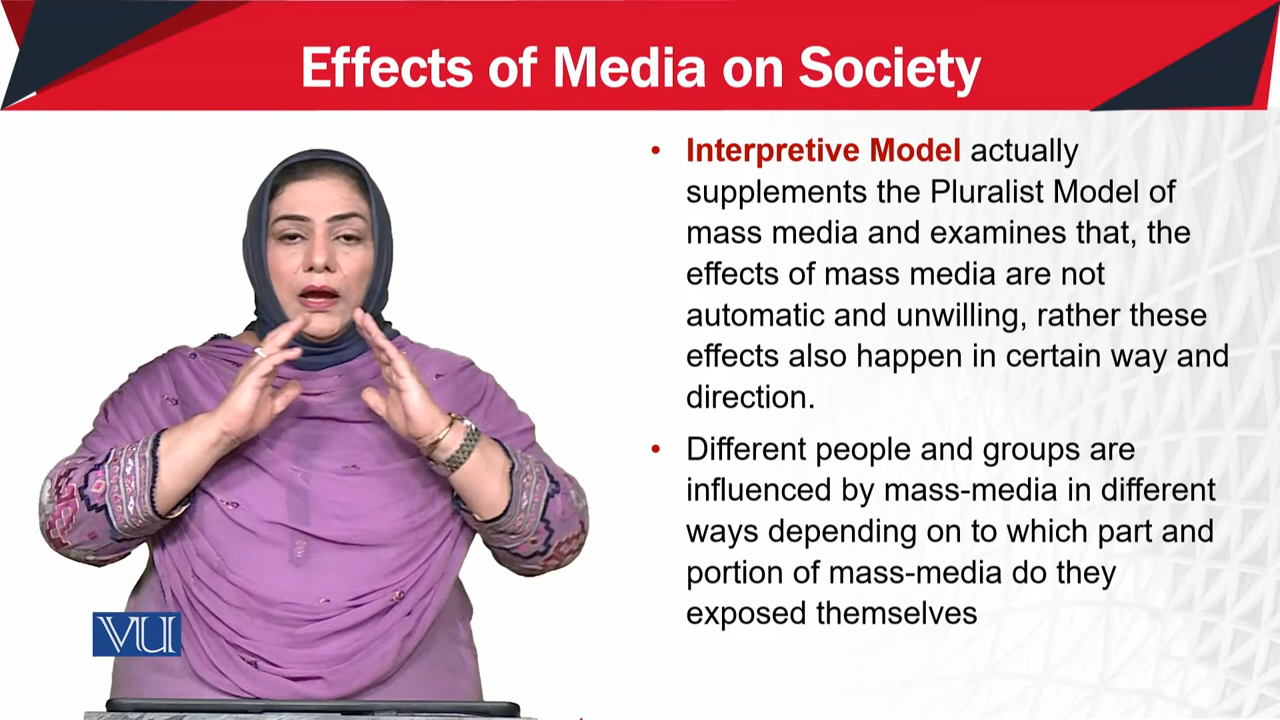 Effects of Media on Society
• Interpretive Model actually
supplements the Pluralist Model of
mass media and examines that, the
effects of mass media are not
automatic and unwilling, rather these
effects also happen in certain way and
direction.
• Different people and groups are
influenced by mass-media in different
ways depending on to which part and
portion of mass-media do they
exposed themselves
VU